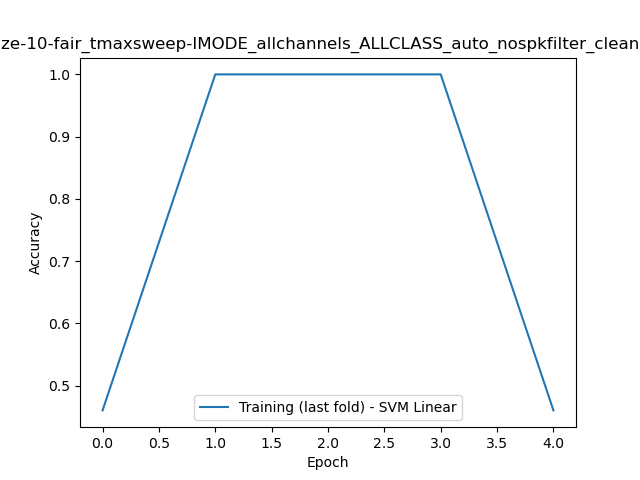 ze-10-fair_tmaxsweep-IMODE_allchannels_ALLCLASS_auto_nospkfilter_clean
1.0
0.9
0.8
0.7
0.6
0.5
Accuracy
Training (last fold) - SVM Linear
0.0 0.5 1.0 1.5 2.0 2.5 3.0 3.5 4.0
Epoch